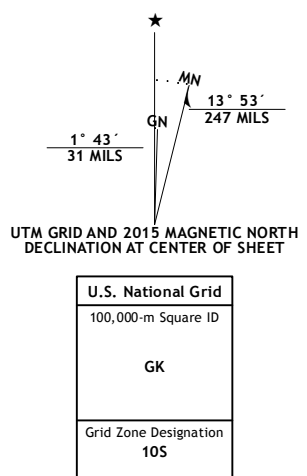 ★
MN
GN
13° 53´
247 MILS
1° 43´
31 MILS
UTM GRID AND 2015 MAGNETIC NORTH
DECLINATION AT CENTER OF SHEET
U.S. National Grid
100,000-m Square ID
GK
Grid Zone Designation
10S